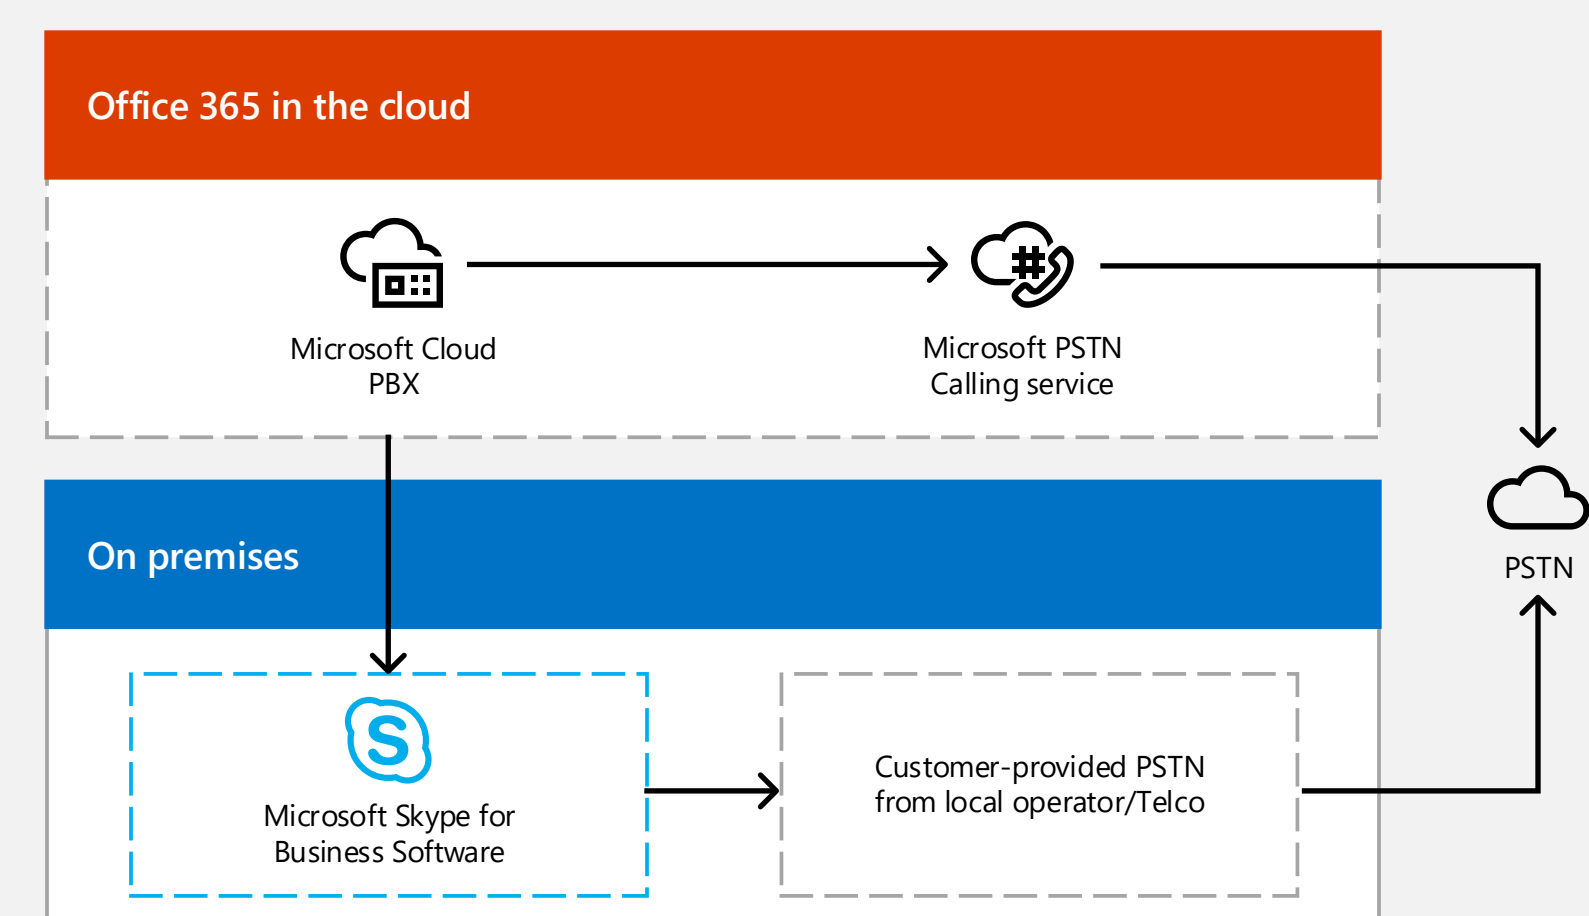 Office 365 in the cloud
Microsoft Cloud
PBX
Microsoft PSTN
Calling service
On premises
PSTN
Microsoft Skype for
Business Software
Customer-provided PSTN
from local operator/Telco